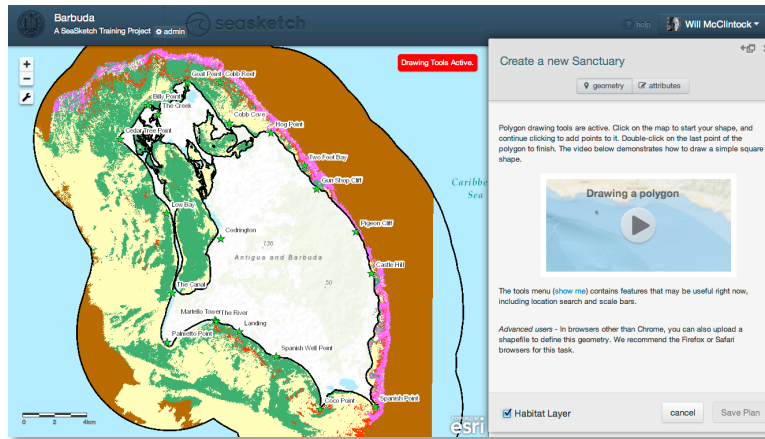 Barbuda
A SeaSketch Training Project admin
seasketch
help
Will McClintock
+
−
Drawing Tools Active.
Goat Point Cobb Reef
Billy Point
The Creek
Cobb Cove
Hog Point
Cedar Tree Point
Two Foot Bay
Gun Shop Cliff
Low Bay
Pigeon Cliff
Codrington
136
Antigua and Barbuda
Castle Hill
50
The Canal
Martello Tower The River
Landing
Palmetto Point
Spanish Well Point
Coco Point
Spanish Point
Caribbe
Sea
0 2 4km
POWERED BY
esri
Create a new Sanctuary
geometry attributes
Polygon drawing tools are active. Click on the map to start your shape, and
continue clicking to add points to it. Double-click on the last point of the
polygon to finish. The video below demonstrates how to draw a simple square
shape.
Drawing a polygon
The tools menu (show me) contains features that may be useful right now,
including location search and scale bars.
Advanced users - In browsers other than Chrome, you can also upload a
shapefile to define this geometry. We recommend the Firefox or Safari
browsers for this task.
Habitat Layer
cancel
Save Plan